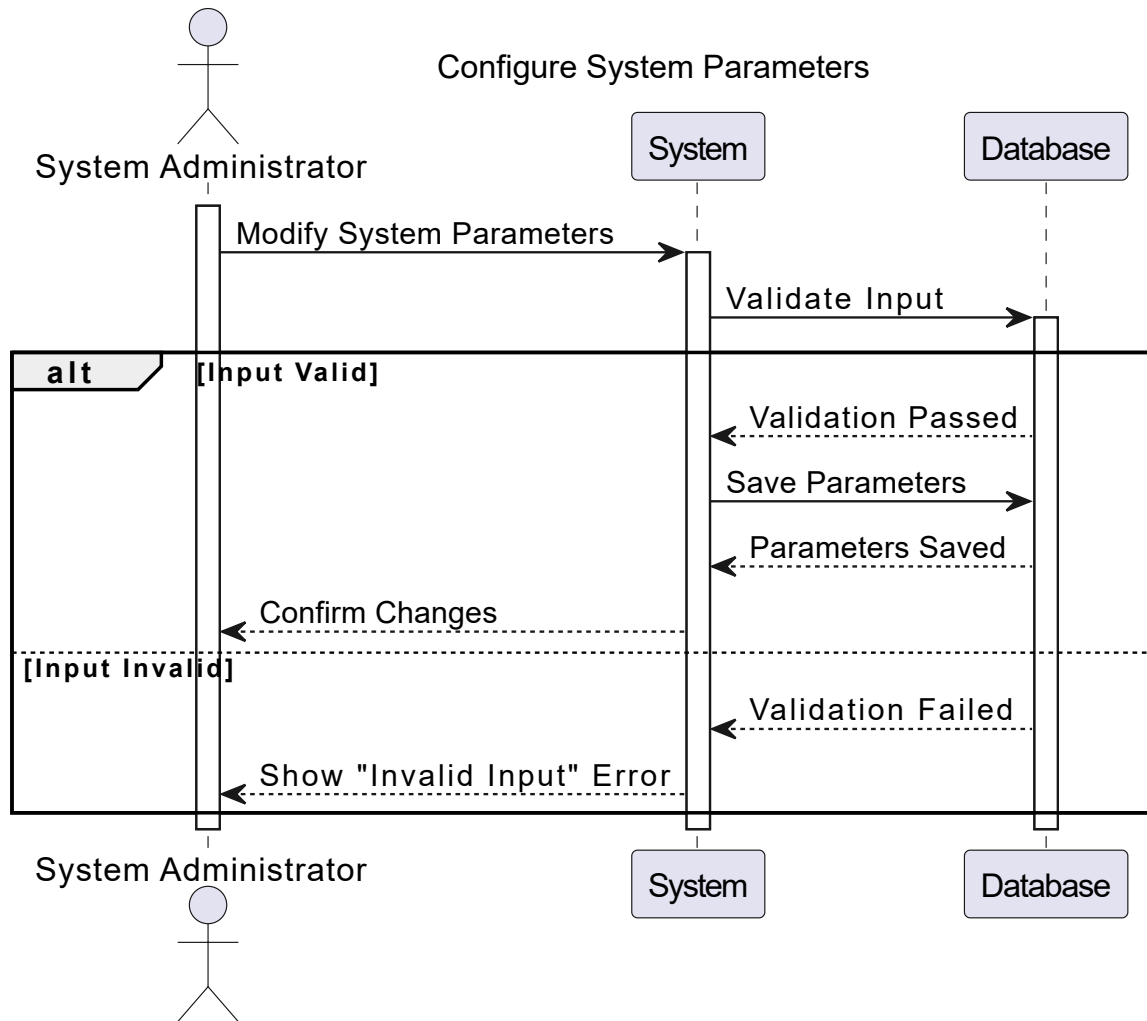 Configure System Parameters
System Administrator
System
Database
Modify System Parameters
Validate Input
alt
[Input Valid]
Validation Passed
Save Parameters
Parameters Saved
Confirm Changes
[Input Invalid]
Validation Failed
Show "Invalid Input" Error
System Administrator
System
Database